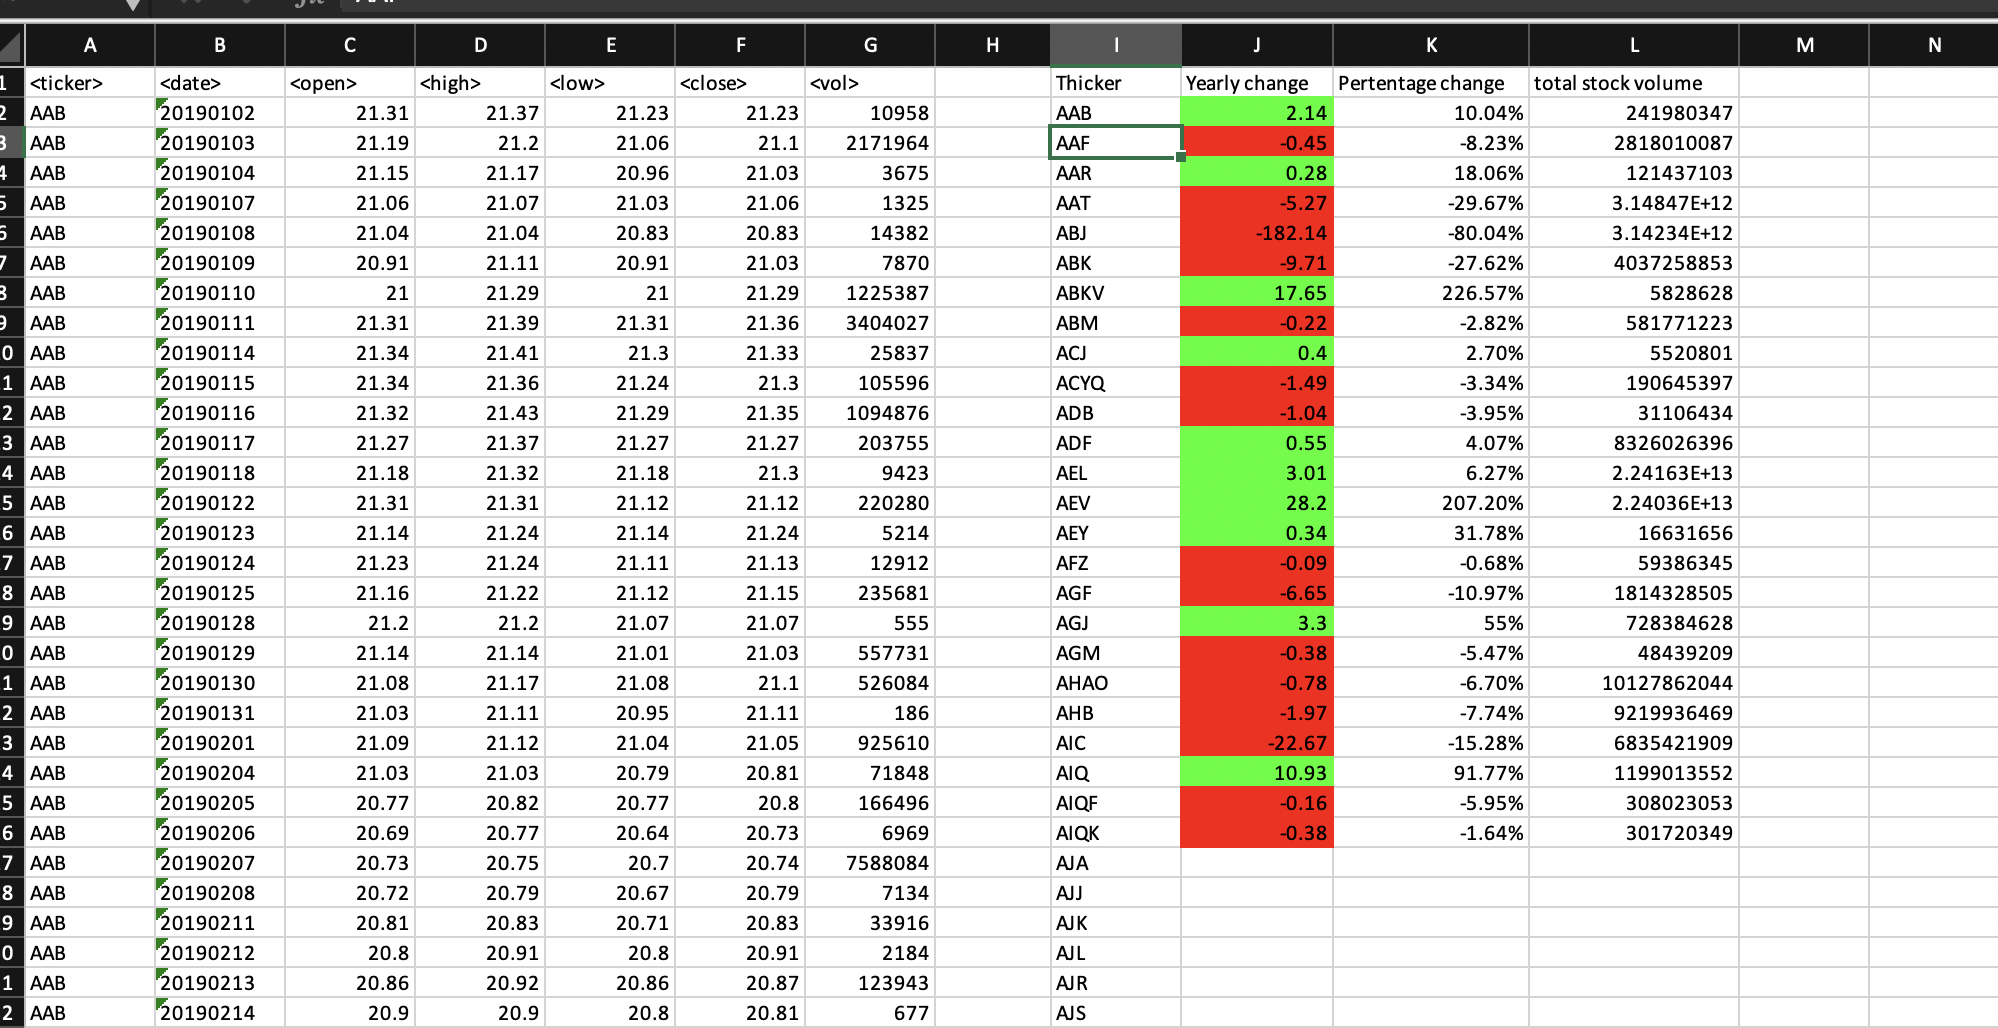 A B C D E F G H I J K L M N
1 <ticker> <date> <open> <high> <low> <close> <vol> Thicker Yearly change Pertentage change total stock volume
2 AAB 20190102 21.31 21.37 21.23 21.23 10958 AAB 2.14 10.04% 241980347
3 AAB 20190103 21.19 21.2 21.06 21.1 2171964 AAF -0.45 -8.23% 2818010087
4 AAB 20190104 21.15 21.17 20.96 21.03 3675 AAR 0.28 18.06% 121437103
5 AAB 20190107 21.06 21.07 21.03 21.06 1325 AAT -5.27 -29.67% 3.14847E+12
6 AAB 20190108 21.04 21.04 20.83 20.83 14382 ABJ -182.14 -80.04% 3.14234E+12
7 AAB 20190109 20.91 21.11 20.91 21.03 7870 ABK -9.71 -27.62% 4037258853
8 AAB 20190110 21 21.29 21 21.29 1225387 ABKV 17.65 226.57% 5828628
9 AAB 20190111 21.31 21.39 21.31 21.36 3404027 ABM -0.22 -2.82% 581771223
0 AAB 20190114 21.34 21.41 21.3 21.33 25837 ACJ 0.4 2.70% 5520801
1 AAB 20190115 21.34 21.36 21.24 21.3 105596 ACYQ -1.49 -3.34% 190645397
2 AAB 20190116 21.32 21.43 21.29 21.35 1094876 ADB -1.04 -3.95% 31106434
3 AAB 20190117 21.27 21.37 21.27 21.27 203755 ADF 0.55 4.07% 8326026396
4 AAB 20190118 21.18 21.32 21.18 21.3 9423 AEL 3.01 6.27% 2.24163E+13
5 AAB 20190122 21.31 21.31 21.12 21.12 220280 AEV 28.2 207.20% 2.24036E+13
6 AAB 20190123 21.14 21.24 21.14 21.24 5214 AEY 0.34 31.78% 16631656
7 AAB 20190124 21.23 21.24 21.11 21.13 12912 AFZ -0.09 -0.68% 59386345
8 AAB 20190125 21.16 21.22 21.12 21.15 235681 AGF -6.65 -10.97% 1814328505
9 AAB 20190128 21.2 21.2 21.07 21.07 555 AGJ 3.3 55% 728384628
0 AAB 20190129 21.14 21.14 21.01 21.03 557731 AGM -0.38 -5.47% 48439209
1 AAB 20190130 21.08 21.17 21.08 21.1 526084 AHAO -0.78 -6.70% 10127862044
2 AAB 20190131 21.03 21.11 20.95 21.11 186 AHB -1.97 -7.74% 9219936469
3 AAB 20190201 21.09 21.12 21.04 21.05 925610 AIC -22.67 -15.28% 6835421909
4 AAB 20190204 21.03 21.03 20.79 20.81 71848 AIQ 10.93 91.77% 1199013552
5 AAB 20190205 20.77 20.82 20.77 20.8 166496 AIQF -0.16 -5.95% 308023053
6 AAB 20190206 20.69 20.77 20.64 20.73 6969 AIQK -0.38 -1.64% 301720349
7 AAB 20190207 20.73 20.75 20.7 20.74 7588084 AJA
8 AAB 20190208 20.72 20.79 20.67 20.79 7134 AJJ
9 AAB 20190211 20.81 20.83 20.71 20.83 33916 AJK
0 AAB 20190212 20.8 20.91 20.8 20.91 2184 AJL
1 AAB 20190213 20.86 20.92 20.86 20.87 123943 AJR
2 AAB 20190214 20.9 20.9 20.8 20.81 677 AJS